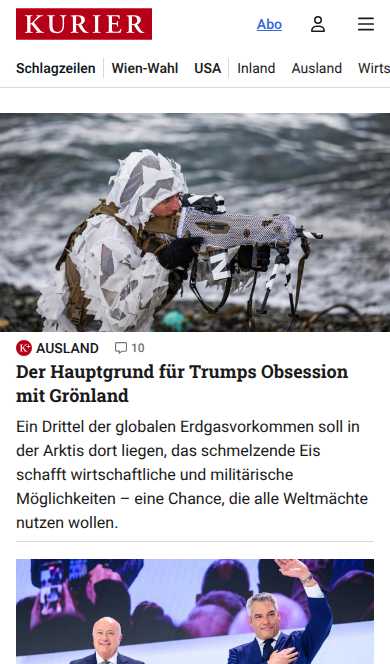 KURIER
Abo
Schlagzeilen Wien-Wahl USA Inland Ausland Wirts
N
K+ AUSLAND 10
Der Hauptgrund für Trumps Obsession
mit Grönland
Ein Drittel der globalen Erdgasvorkommen soll in
der Arktis dort liegen, das schmelzende Eis
schafft wirtschaftliche und militärische
Möglichkeiten – eine Chance, die alle Weltmächte
nutzen wollen.